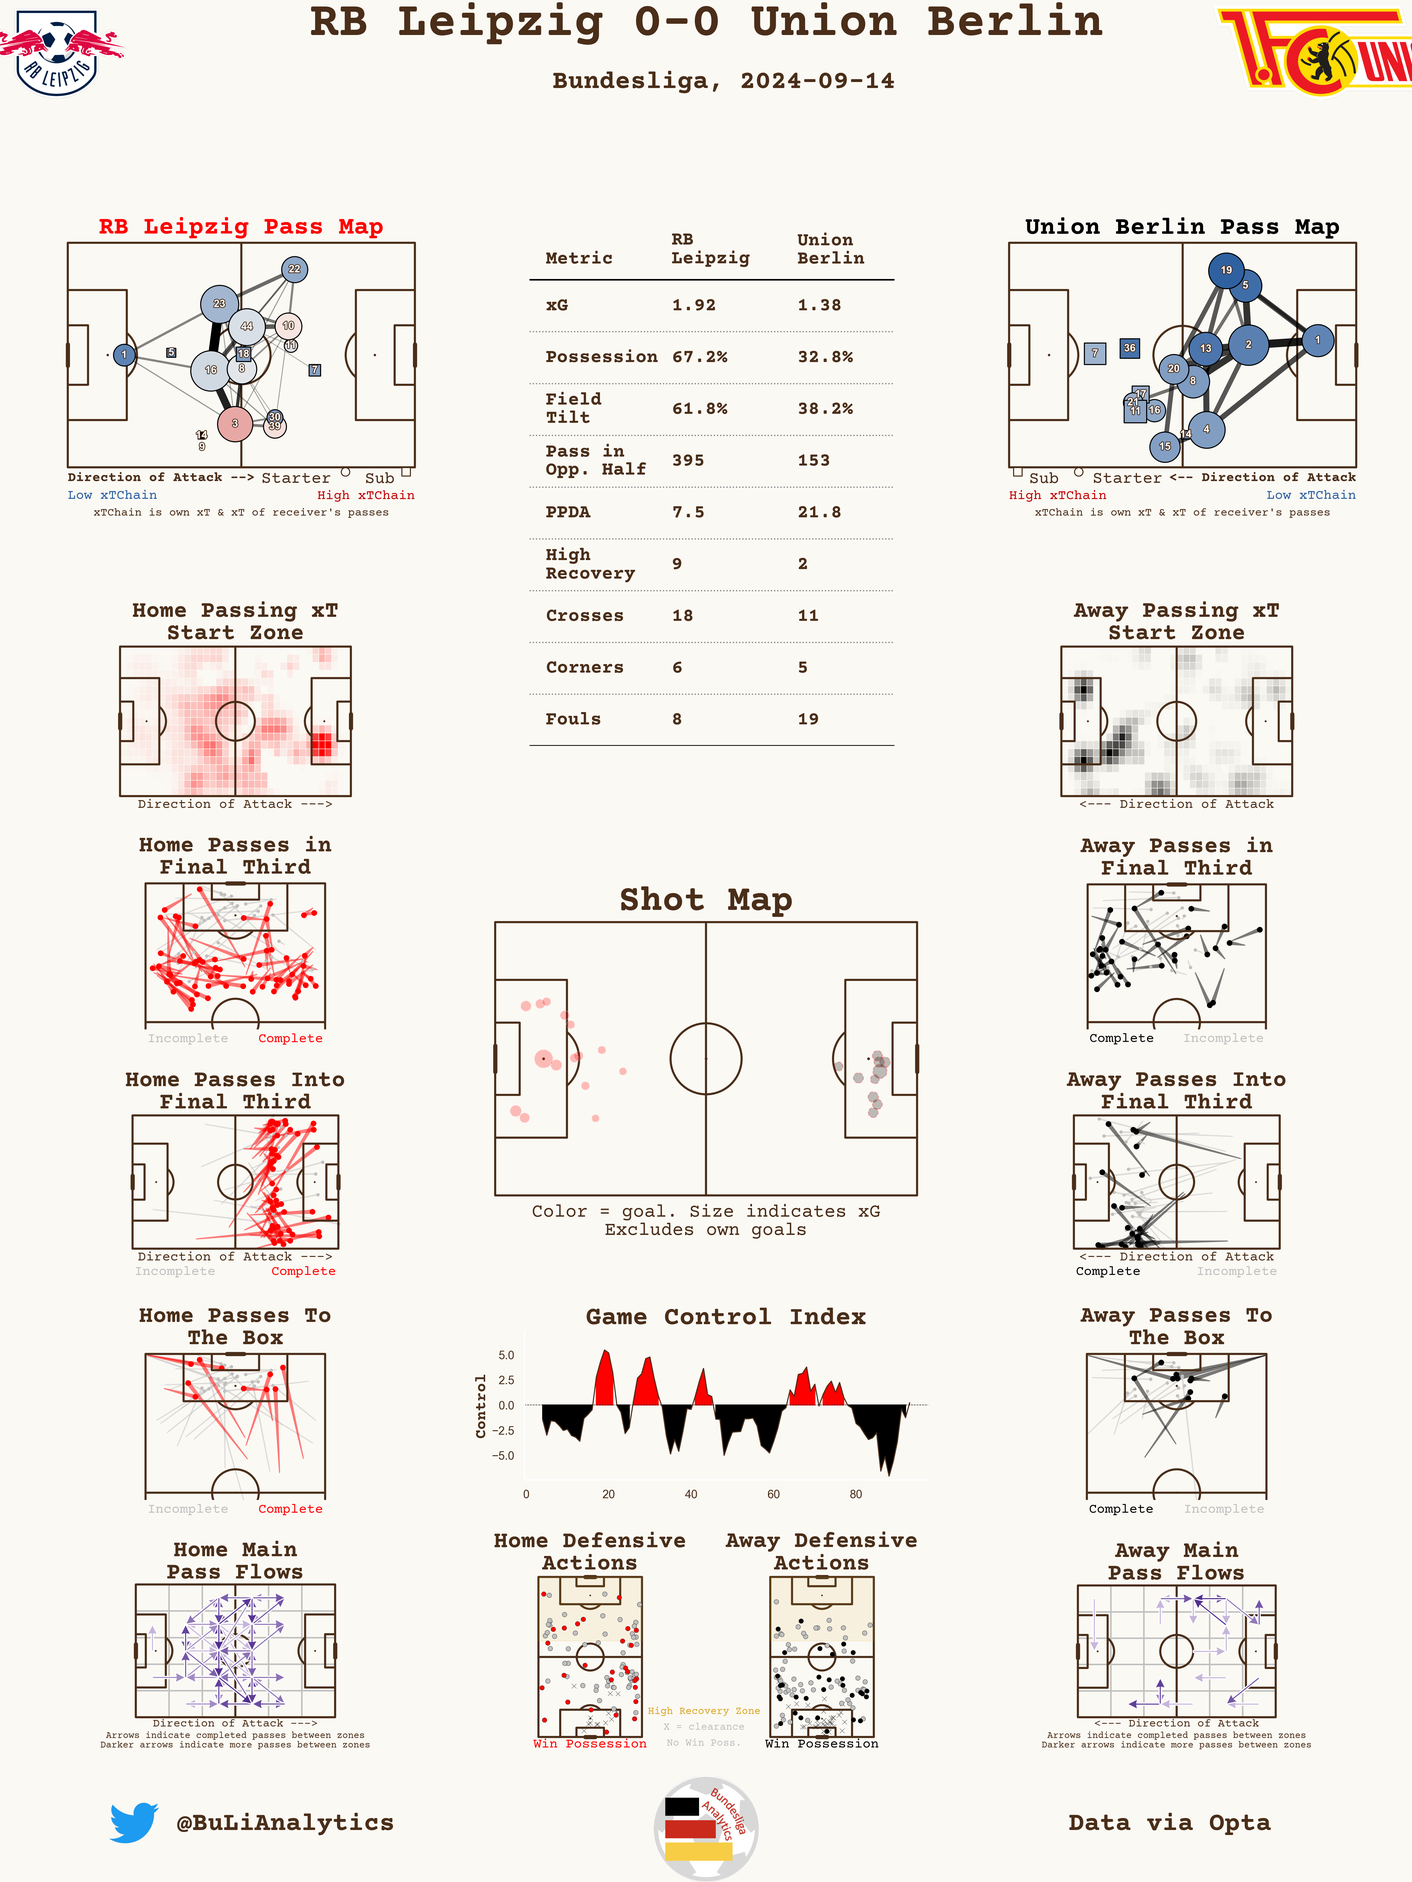 RB Leipzig 0-0 Union Berlin
Bundesliga, 2024-09-14
RB LEIPZIG
RB Leipzig Pass Map
22
23
44
10
11
1
5
18
16
8
7
3
30
39
14
9
Direction of Attack --> Starter Sub
Low xTChain High xTChain
xTChain is own xT & xT of receiver's passes
Metric RB Leipzig Union Berlin
xG 1.92 1.38
Possession 67.2% 32.8%
Field Tilt 61.8% 38.2%
Pass in Opp. Half 395 153
PPDA 7.5 21.8
High Recovery 9 2
Crosses 18 11
Corners 6 5
Fouls 8 19
Union Berlin Pass Map
19
5
7
36
13
2
1
20
8
17
21
11
16
14
4
15
Sub Starter <-- Direction of Attack
High xTChain Low xTChain
xTChain is own xT & xT of receiver's passes
Home Passing xT
Start Zone
Direction of Attack --->
Away Passing xT
Start Zone
<--- Direction of Attack
Home Passes in
Final Third
Incomplete Complete
Shot Map
Color = goal. Size indicates xG
Excludes own goals
Away Passes in
Final Third
Complete Incomplete
Home Passes Into
Final Third
Direction of Attack --->
Incomplete Complete
Away Passes Into
Final Third
<--- Direction of Attack
Complete Incomplete
Home Passes To
The Box
Incomplete Complete
Game Control Index
Control
5.0
2.5
0.0
−2.5
−5.0
0 20 40 60 80
Away Passes To
The Box
Complete Incomplete
Home Main
Pass Flows
Direction of Attack --->
Arrows indicate completed passes between zones
Darker arrows indicate more passes between zones
Home Defensive
Actions
Win Possession
High Recovery Zone
X = clearance
No Win Poss.
Away Defensive
Actions
Win Possession
Away Main
Pass Flows
<--- Direction of Attack
Arrows indicate completed passes between zones
Darker arrows indicate more passes between zones
@BuLiAnalytics
Bundesliga
Analytics
Data via Opta